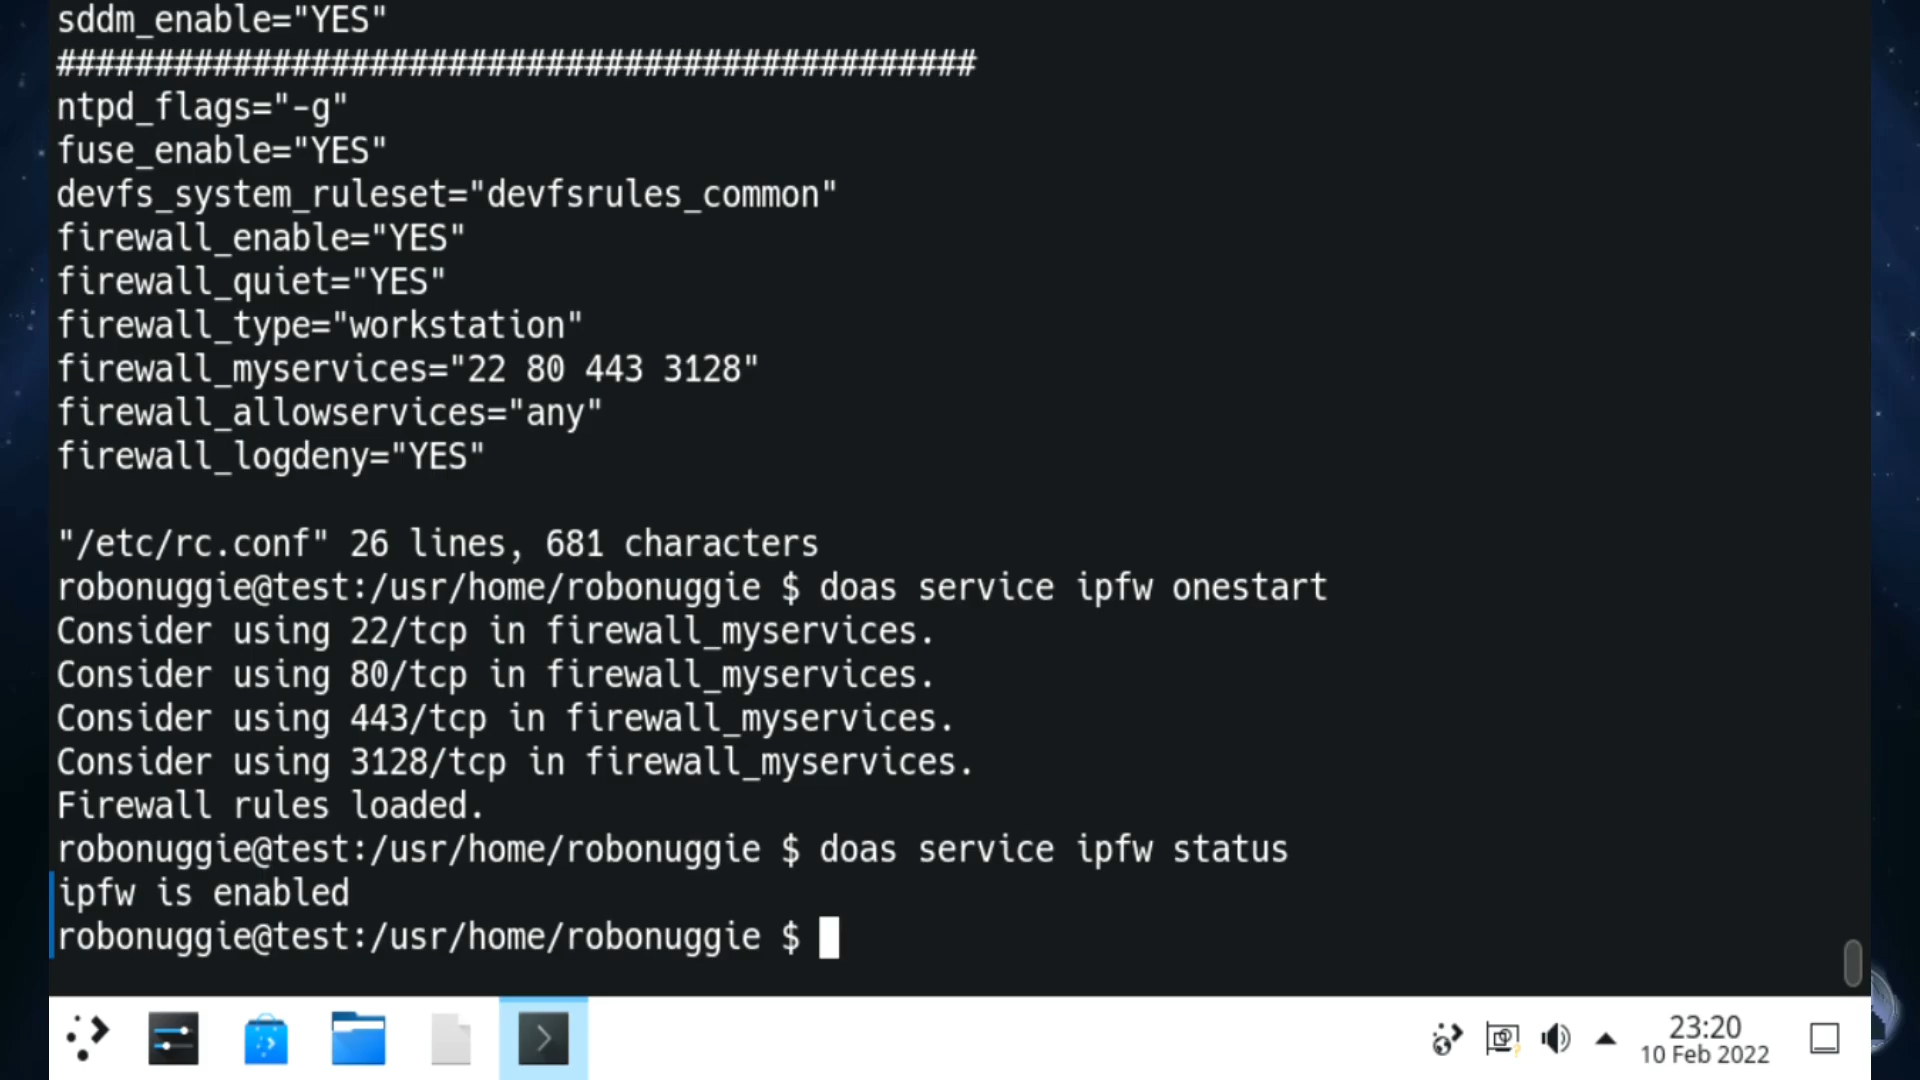 sddm_enable="YES"
###############################################
ntpd_flags="-g"
fuse_enable="YES"
devfs_system_ruleset="devfsrules_common"
firewall_enable="YES"
firewall_quiet="YES"
firewall_type="workstation"
firewall_myservices="22 80 443 3128"
firewall_allowservices="any"
firewall_logdeny="YES"
"/etc/rc.conf" 26 lines, 681 characters
robonuggie@test:/usr/home/robonuggie $ doas service ipfw onestart
Consider using 22/tcp in firewall_myservices.
Consider using 80/tcp in firewall_myservices.
Consider using 443/tcp in firewall_myservices.
Consider using 3128/tcp in firewall_myservices.
Firewall rules loaded.
robonuggie@test:/usr/home/robonuggie $ doas service ipfw status
ipfw is enabled
robonuggie@test:/usr/home/robonuggie $
23:20
10 Feb 2022